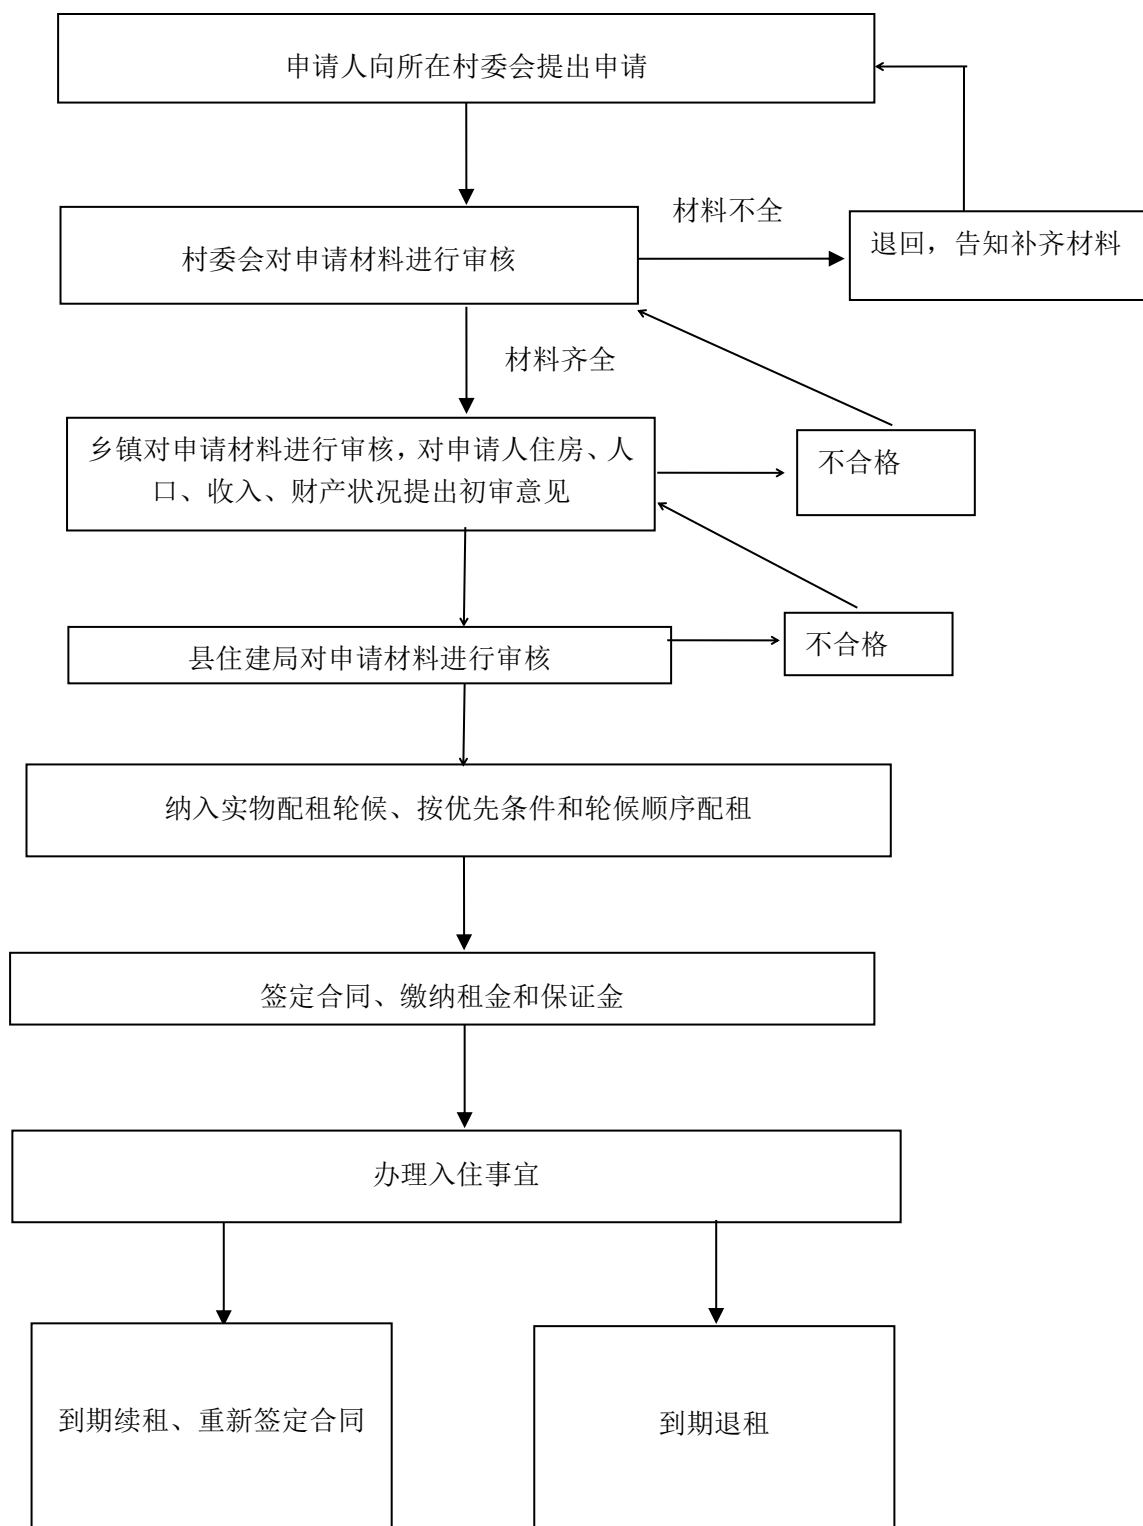 申请人向所在村委会提出申请
材料不全
退回，告知补齐材料
村委会对申请材料进行审核
材料齐全
乡镇对申请材料进行审核，对申请人住房、人
口、收入、财产状况提出初审意见
不合格
县住建局对申请材料进行审核
不合格
纳入实物配租轮候、按优先条件和轮候顺序配租
签定合同、缴纳租金和保证金
办理入住事宜
到期续租、重新签定合同
到期退租